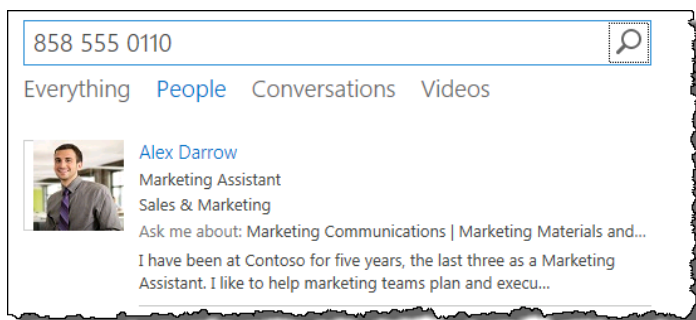 858 555 0110
Everything People Conversations Videos
Alex Darrow
Marketing Assistant
Sales & Marketing
Ask me about: Marketing Communications | Marketing Materials and...
I have been at Contoso for five years, the last three as a Marketing
Assistant. I like to help marketing teams plan and execu...